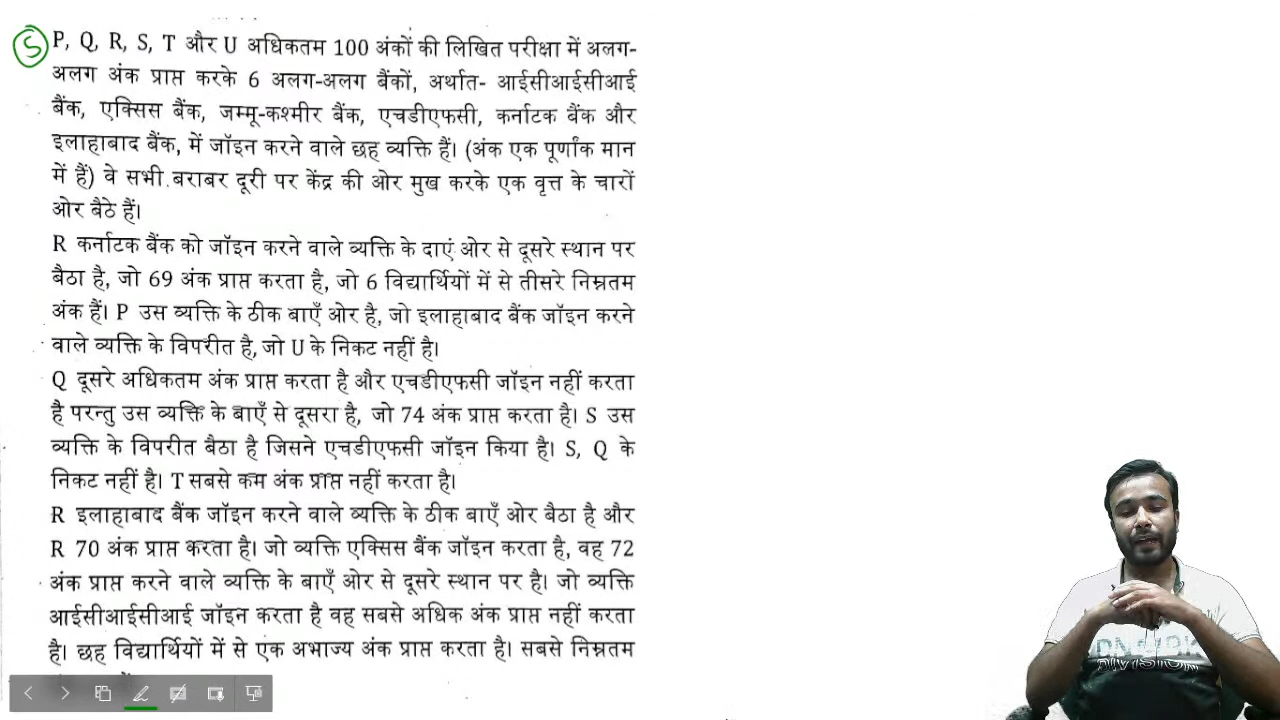 S P, Q, R, S, T और U अधिकतम 100 अंकों की लिखित परीक्षा में अलग-
अलग अंक प्राप्त करके 6 अलग-अलग बैंकों, अर्थात- आईसीआईसीआई
बैंक, एक्सिस बैंक, जम्मू-कश्मीर बैंक, एचडीएफसी, कर्नाटक बैंक और
इलाहाबाद बैंक, में जॉइन करने वाले छह व्यक्ति हैं। (अंक एक पूर्णांक मान
में हैं) वे सभी बराबर दूरी पर केंद्र की ओर मुख करके एक वृत्त के चारों
ओर बैठे हैं।
R कर्नाटक बैंक को जॉइन करने वाले व्यक्ति के दाएं ओर से दूसरे स्थान पर
बैठा है, जो 69 अंक प्राप्त करता है, जो 6 विद्यार्थियों में से तीसरे निम्नतम
अंक हैं। P उस व्यक्ति के ठीक बाएँ ओर है, जो इलाहाबाद बैंक जॉइन करने
वाले व्यक्ति के विपरीत है, जो U के निकट नहीं है।
Q दूसरे अधिकतम अंक प्राप्त करता है और एचडीएफसी जॉइन नहीं करता
है परन्तु उस व्यक्ति के बाएँ से दूसरा है, जो 74 अंक प्राप्त करता है। S उस
व्यक्ति के विपरीत बैठा है जिसने एचडीएफसी जॉइन किया है। S, Q के
निकट नहीं है। T सबसे कम अंक प्राप्त नहीं करता है।
R इलाहाबाद बैंक जॉइन करने वाले व्यक्ति के ठीक बाएँ ओर बैठा है और
R 70 अंक प्राप्त करता है। जो व्यक्ति एक्सिस बैंक जॉइन करता है, वह 72
अंक प्राप्त करने वाले व्यक्ति के बाएँ ओर से दूसरे स्थान पर है। जो व्यक्ति
आईसीआईसीआई जॉइन करता है वह सबसे अधिक अंक प्राप्त नहीं करता
है। छह विद्यार्थियों में से एक अभाज्य अंक प्राप्त करता है। सबसे निम्नतम